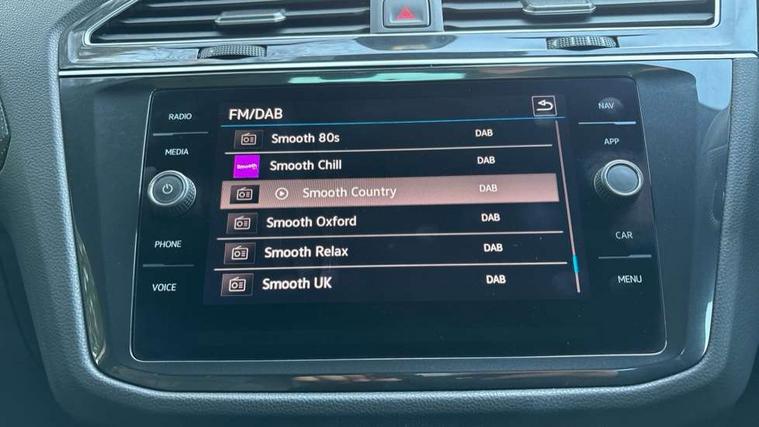 RADIO
MEDIA
PHONE
VOICE
FM/DAB
Smooth 80s DAB
smooth
Smooth Chill DAB
Smooth Country DAB
Smooth Oxford DAB
Smooth Relax DAB
Smooth UK DAB
NAV
APP
CAR
MENU